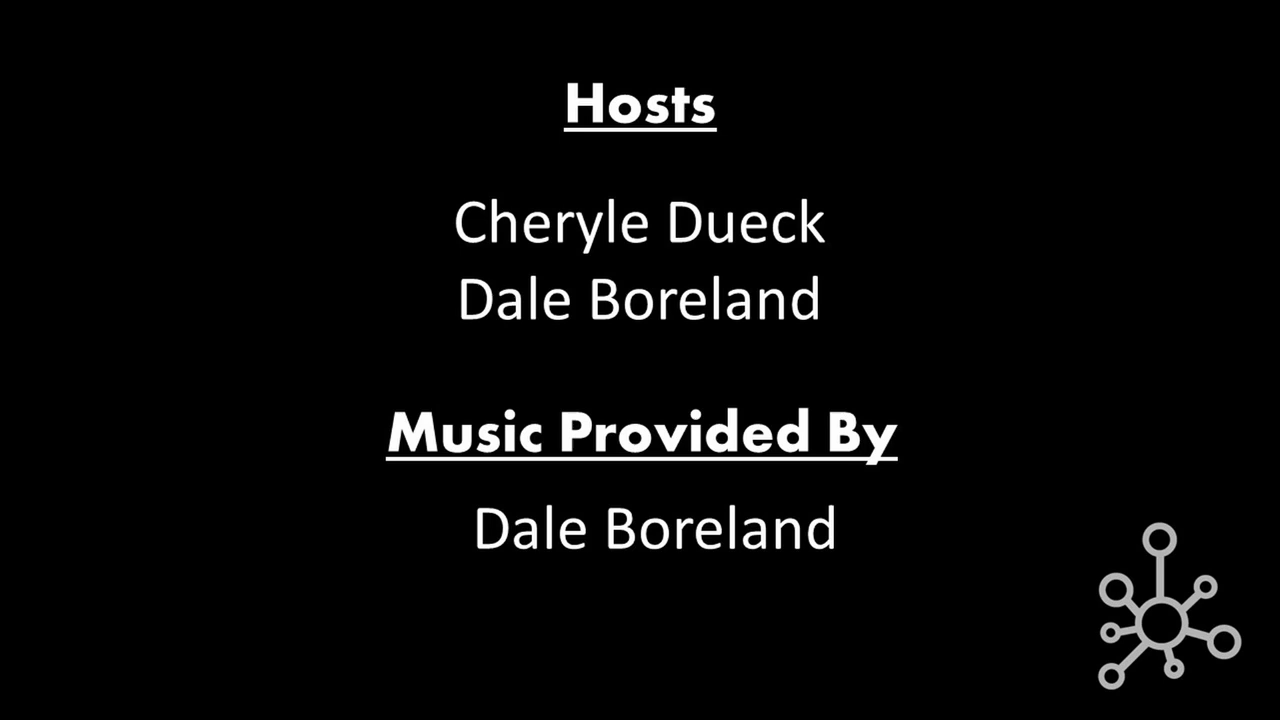 Hosts
Cheryle Dueck
Dale Boreland
Music Provided By
Dale Boreland